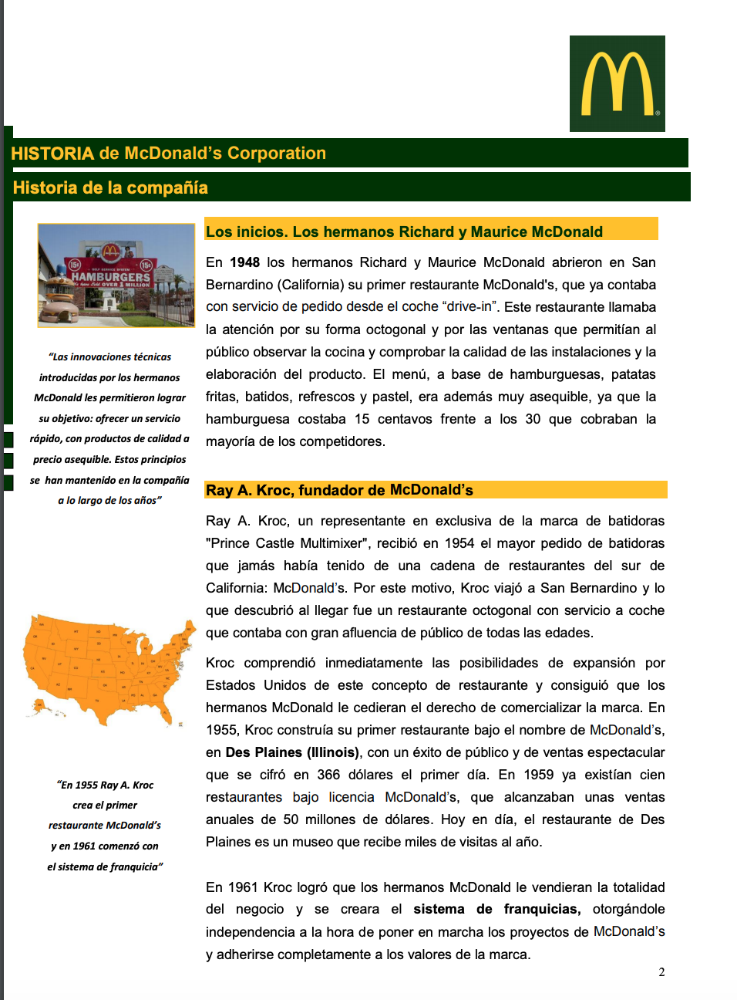 HISTORIA de McDonald's Corporation
Historia de la compañía
Los inicios. Los hermanos Richard y Maurice McDonald
En 1948 los hermanos Richard y Maurice McDonald abrieron en San
Bernardino (California) su primer restaurante McDonald's, que ya contaba
con servicio de pedido desde el coche “drive-in”. Este restaurante llamaba
la atención por su forma octogonal y por las ventanas que permitían al
público observar la cocina y comprobar la calidad de las instalaciones y la
elaboración del producto. El menú, a base de hamburguesas, patatas
fritas, batidos, refrescos y pastel, era además muy asequible, ya que la
hamburguesa costaba 15 centavos frente a los 30 que cobraban la
mayoría de los competidores.
15¢
15¢
SELF SERVICE SYSTEM
HAMBURGERS
We have Sold OVER 1 MILLION
“Las innovaciones técnicas
introducidas por los hermanos
McDonald les permitieron lograr
su objetivo: ofrecer un servicio
rápido, con productos de calidad a
precio asequible. Estos principios
se han mantenido en la compañía
a lo largo de los años”
Ray A. Kroc, fundador de McDonald’s
Ray A. Kroc, un representante en exclusiva de la marca de batidoras
"Prince Castle Multimixer", recibió en 1954 el mayor pedido de batidoras
que jamás había tenido de una cadena de restaurantes del sur de
California: McDonald’s. Por este motivo, Kroc viajó a San Bernardino y lo
que descubrió al llegar fue un restaurante octogonal con servicio a coche
que contaba con gran afluencia de público de todas las edades.
Kroc comprendió inmediatamente las posibilidades de expansión por
Estados Unidos de este concepto de restaurante y consiguió que los
hermanos McDonald le cedieran el derecho de comercializar la marca. En
1955, Kroc construía su primer restaurante bajo el nombre de McDonald’s,
en Des Plaines (Illinois), con un éxito de público y de ventas espectacular
que se cifró en 366 dólares el primer día. En 1959 ya existían cien
restaurantes bajo licencia McDonald’s, que alcanzaban unas ventas
anuales de 50 millones de dólares. Hoy en día, el restaurante de Des
Plaines es un museo que recibe miles de visitas al año.
“En 1955 Ray A. Kroc
crea el primer
restaurante McDonald’s
y en 1961 comenzó con
el sistema de franquicia”
En 1961 Kroc logró que los hermanos McDonald le vendieran la totalidad
del negocio y se creara el sistema de franquicias, otorgándole
independencia a la hora de poner en marcha los proyectos de McDonald’s
y adherirse completamente a los valores de la marca.
2